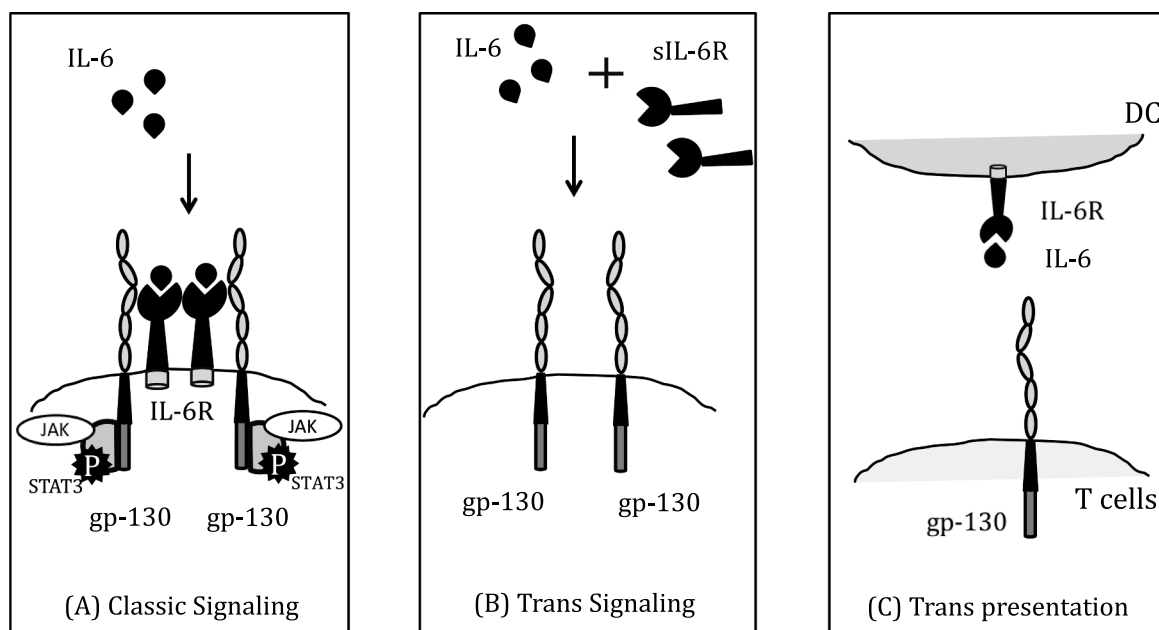 IL-6
IL-6R
JAK
JAK
P
P
STAT3
STAT3
gp-130
gp-130
(A) Classic Signaling
IL-6
+
sIL-6R
gp-130
gp-130
(B) Trans Signaling
DC
IL-6R
IL-6
T cells
gp-130
(C) Trans presentation